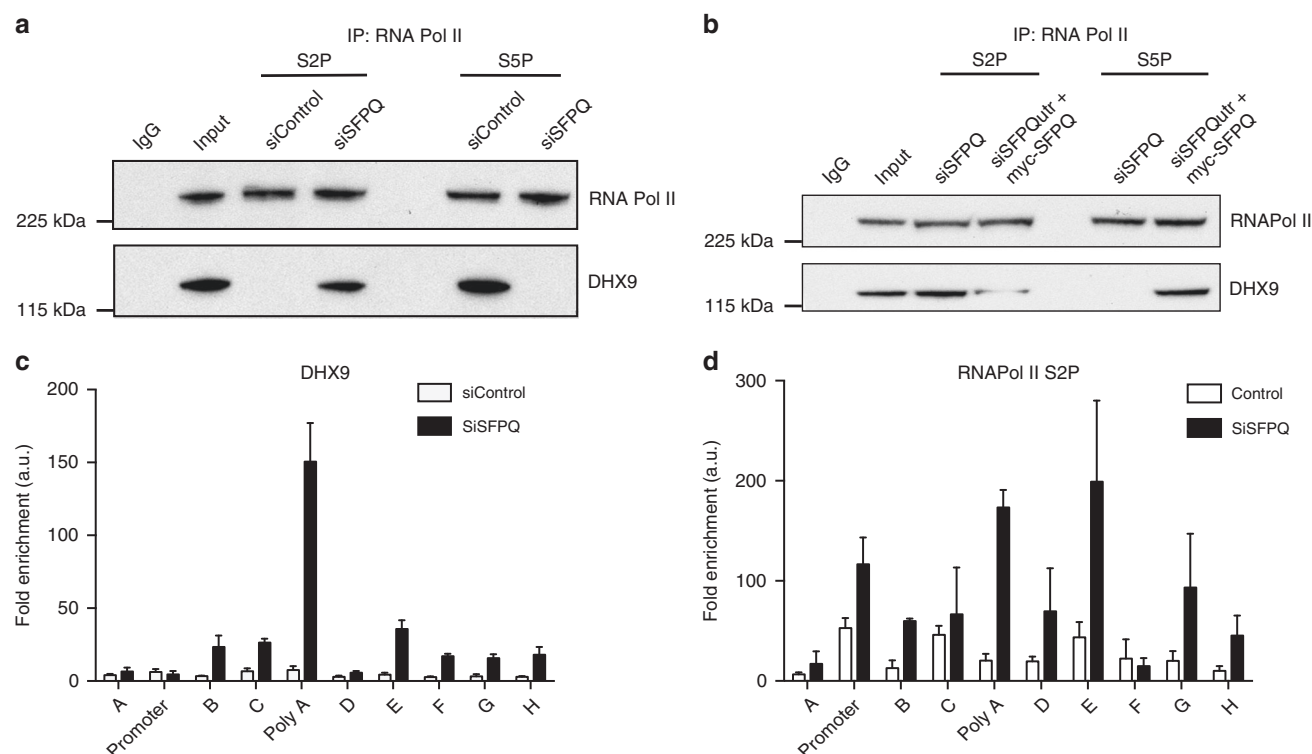 a
IP: RNA Pol II
S2P
S5P
IgG
Input
siControl
siSFPQ
siControl
siSFPQ
RNA Pol II
225 kDa
DHX9
115 kDa
b
IP: RNA Pol II
S2P
S5P
IgG
Input
siSFPQ
siSFPQutr +
myc-SFPQ
siSFPQ
siSFPQutr +
myc-SFPQ
RNAPol II
225 kDa
DHX9
115 kDa
c
DHX9
siControl
SiSFPQ
Fold enrichment (a.u.)
200
150
100
50
0
A
Promoter
B
C
Poly A
D
E
F
G
H
d
RNAPol II S2P
Control
SiSFPQ
Fold enrichment (a.u.)
300
200
100
0
A
Promoter
B
C
Poly A
D
E
F
G
H